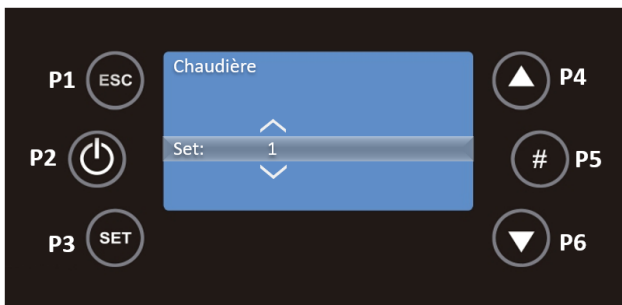 P1 ESC
Chaudière
P4
P2
Set: 1
# P5
P3 SET
P6